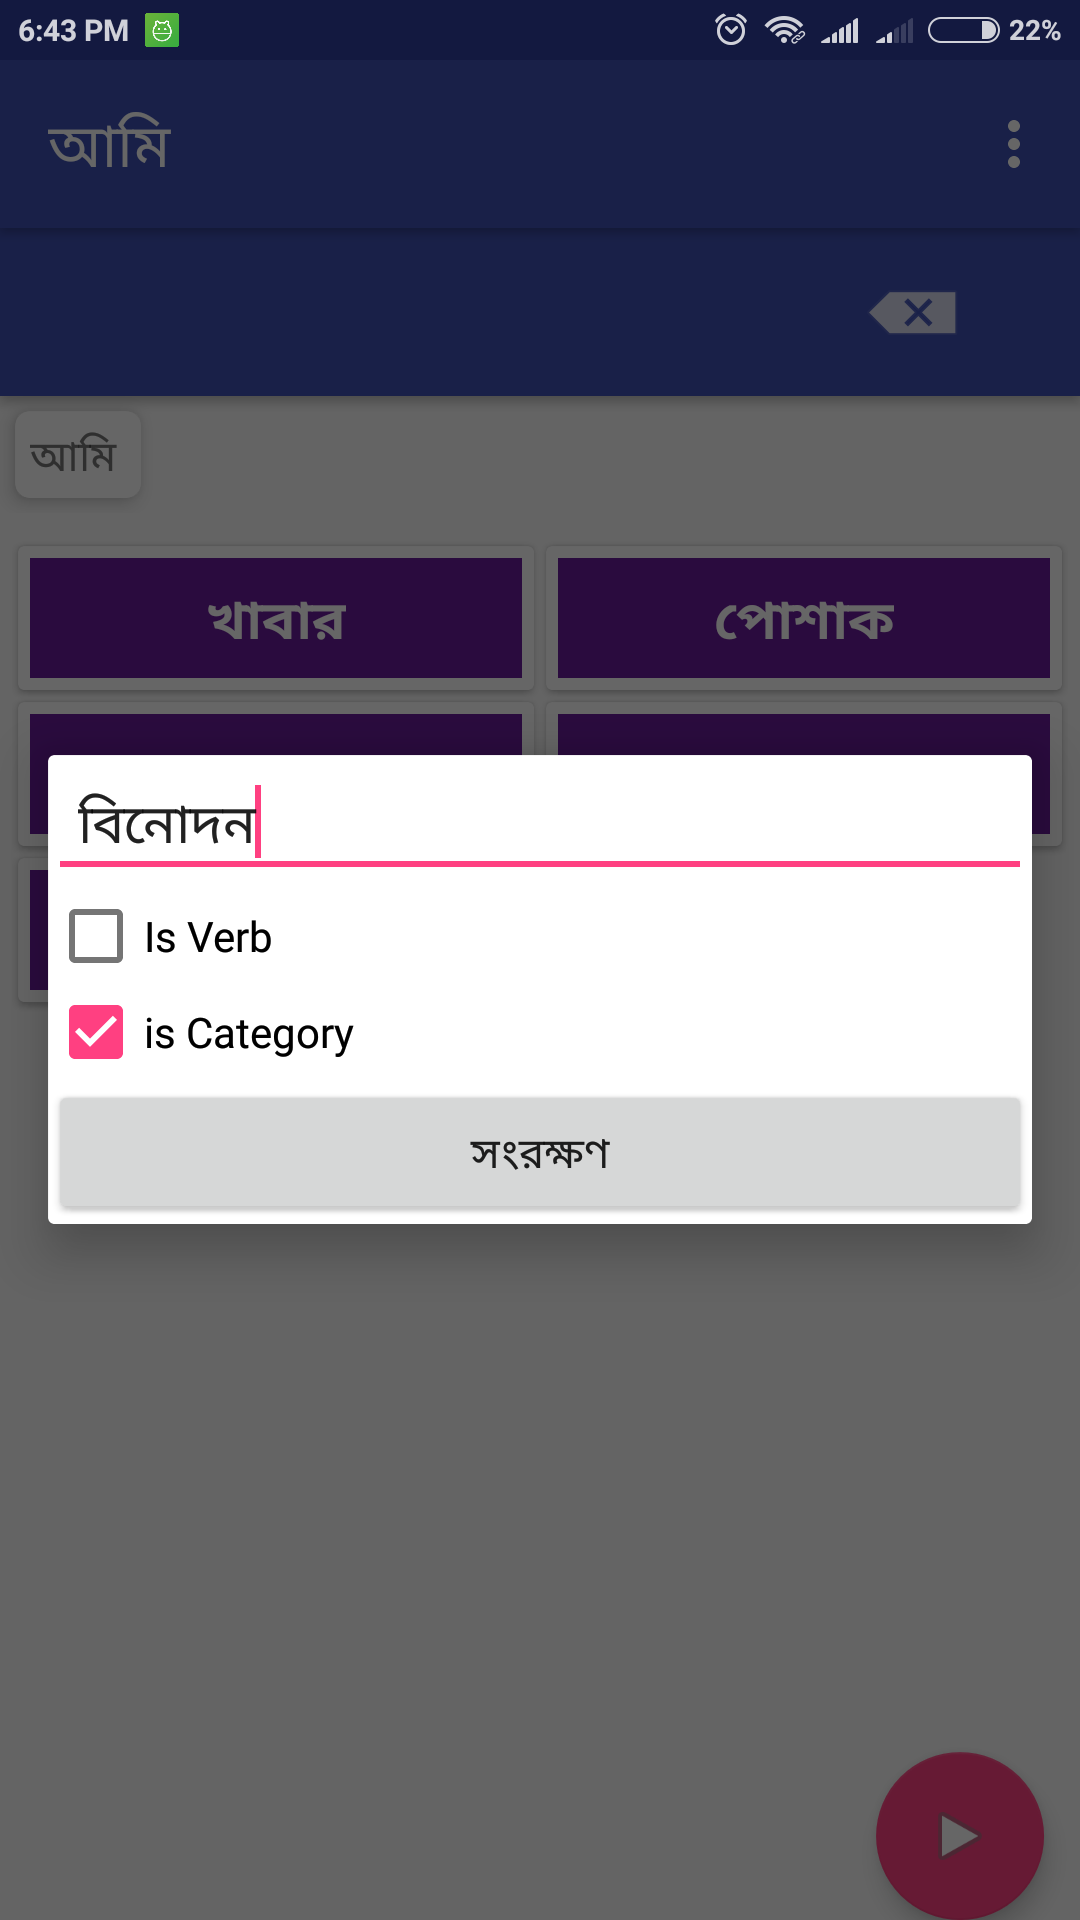 6:43 PM 22%
আমি
আমি
খাবার পোশাক
বিনোদন
Is Verb
is Category
সংরক্ষণ